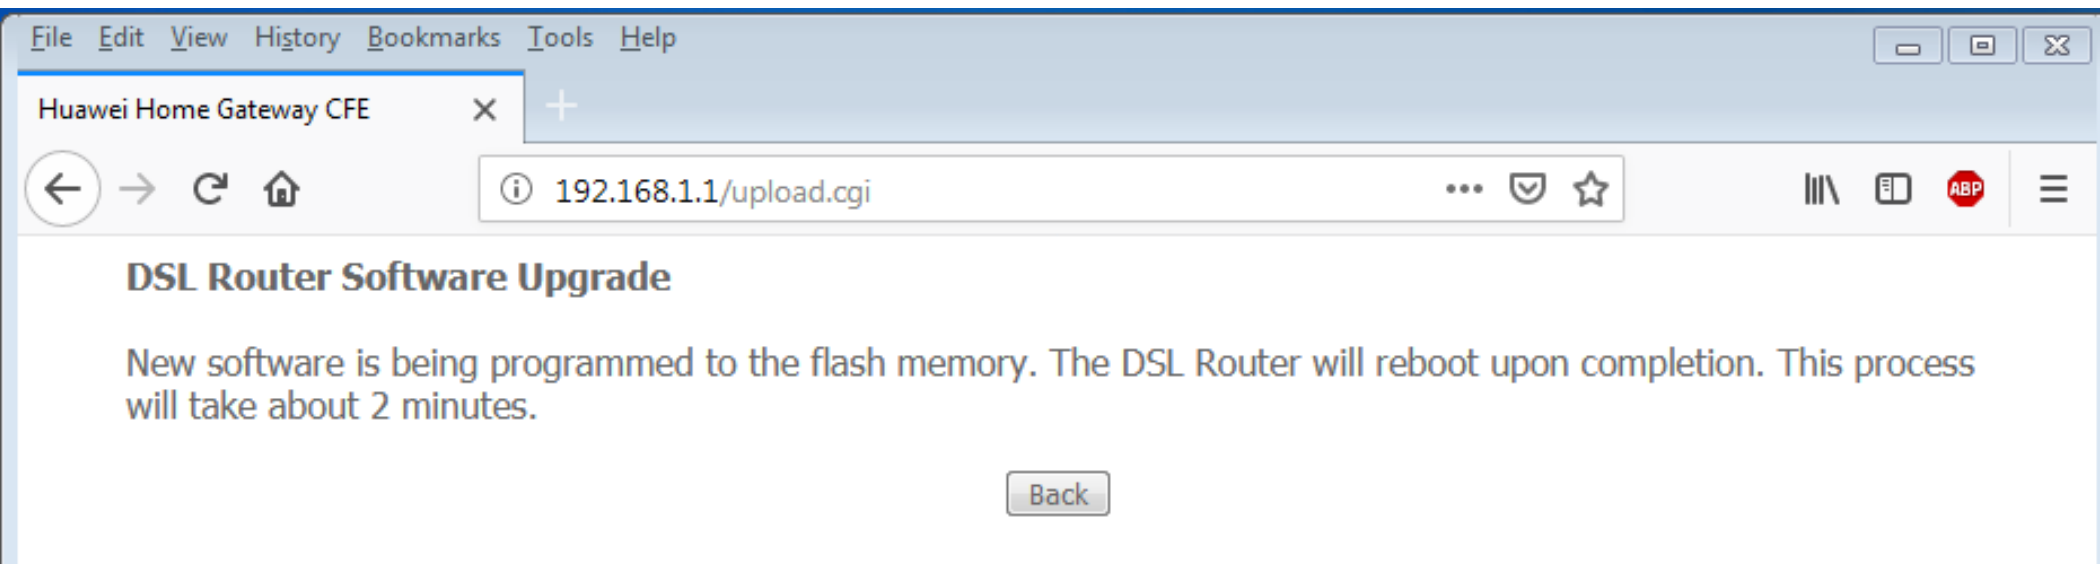 File Edit View History Bookmarks Tools Help
Huawei Home Gateway CFE
192.168.1.1/upload.cgi
ABP
DSL Router Software Upgrade
New software is being programmed to the flash memory. The DSL Router will reboot upon completion. This process
will take about 2 minutes.
Back